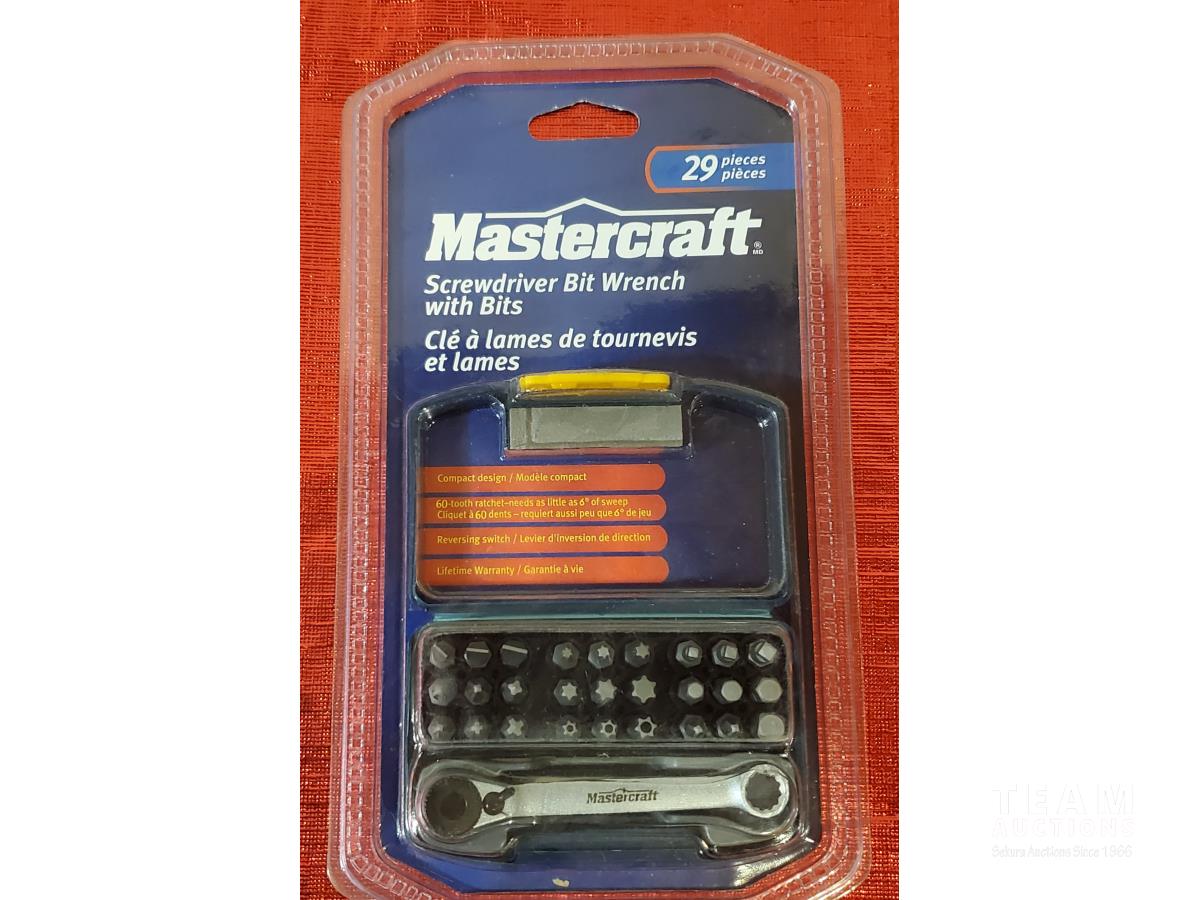 29 pieces
pièces
Mastercraft ®
MD
Screwdriver Bit Wrench
with Bits
Clé à lames de tournevis
et lames
Compact design / Modèle compact
60-tooth ratchet–needs as little as 6° of sweep
Cliquet à 60 dents – requiert aussi peu que 6° de jeu
Reversing switch / Levier d'inversion de direction
Lifetime Warranty / Garantie à vie
Mastercraft
TEAM
AUCTIONS
Sekura Auctions Since 1966